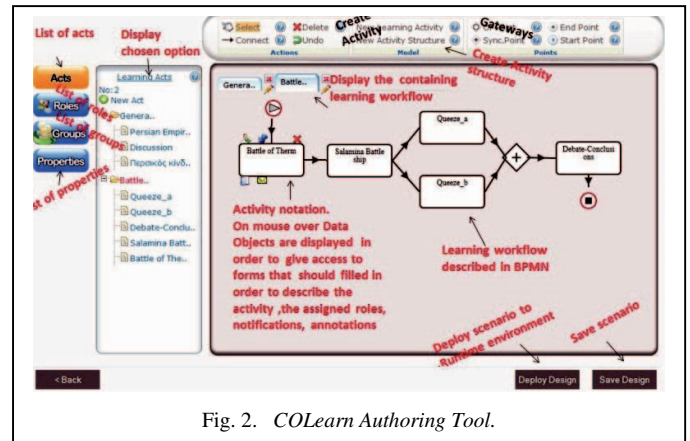 List of acts
Display
chosen option
Create
Activity
Gateways
Select
Delete
New Learning Activity
End Point
Connect
Undo
New Activity Structure
Sync.Point
Start Point
Actions
Model
Points
Create Activity
structure
Acts
Roles
Groups
Properties
List of roles
List of groups
List of properties
Learning Acts
No: 2
New Act
Genera..
Persian Empir..
Discussion
Περσικός κίνδ..
Battle..
Queeze_a
Queeze_b
Debate-Conclu..
Salamina Batt..
Battle of The..
Genera..
Battle..
Display the containing
learning workflow
Battle of Therm
Salamina Battle
ship
Queeze_a
Queeze_b
Debate-Conclusi
ons
Activity notation.
On mouse over Data
Objects are displayed in
order to give access to
forms that should filled in
order to describe the
activity ,the assigned roles,
notifications, annotations
Learning workflow
described in BPMN
Deploy scenario to
Runtime environment
Save scenario
< Back
Deploy Design
Save Design
Fig. 2. COLearn Authoring Tool.